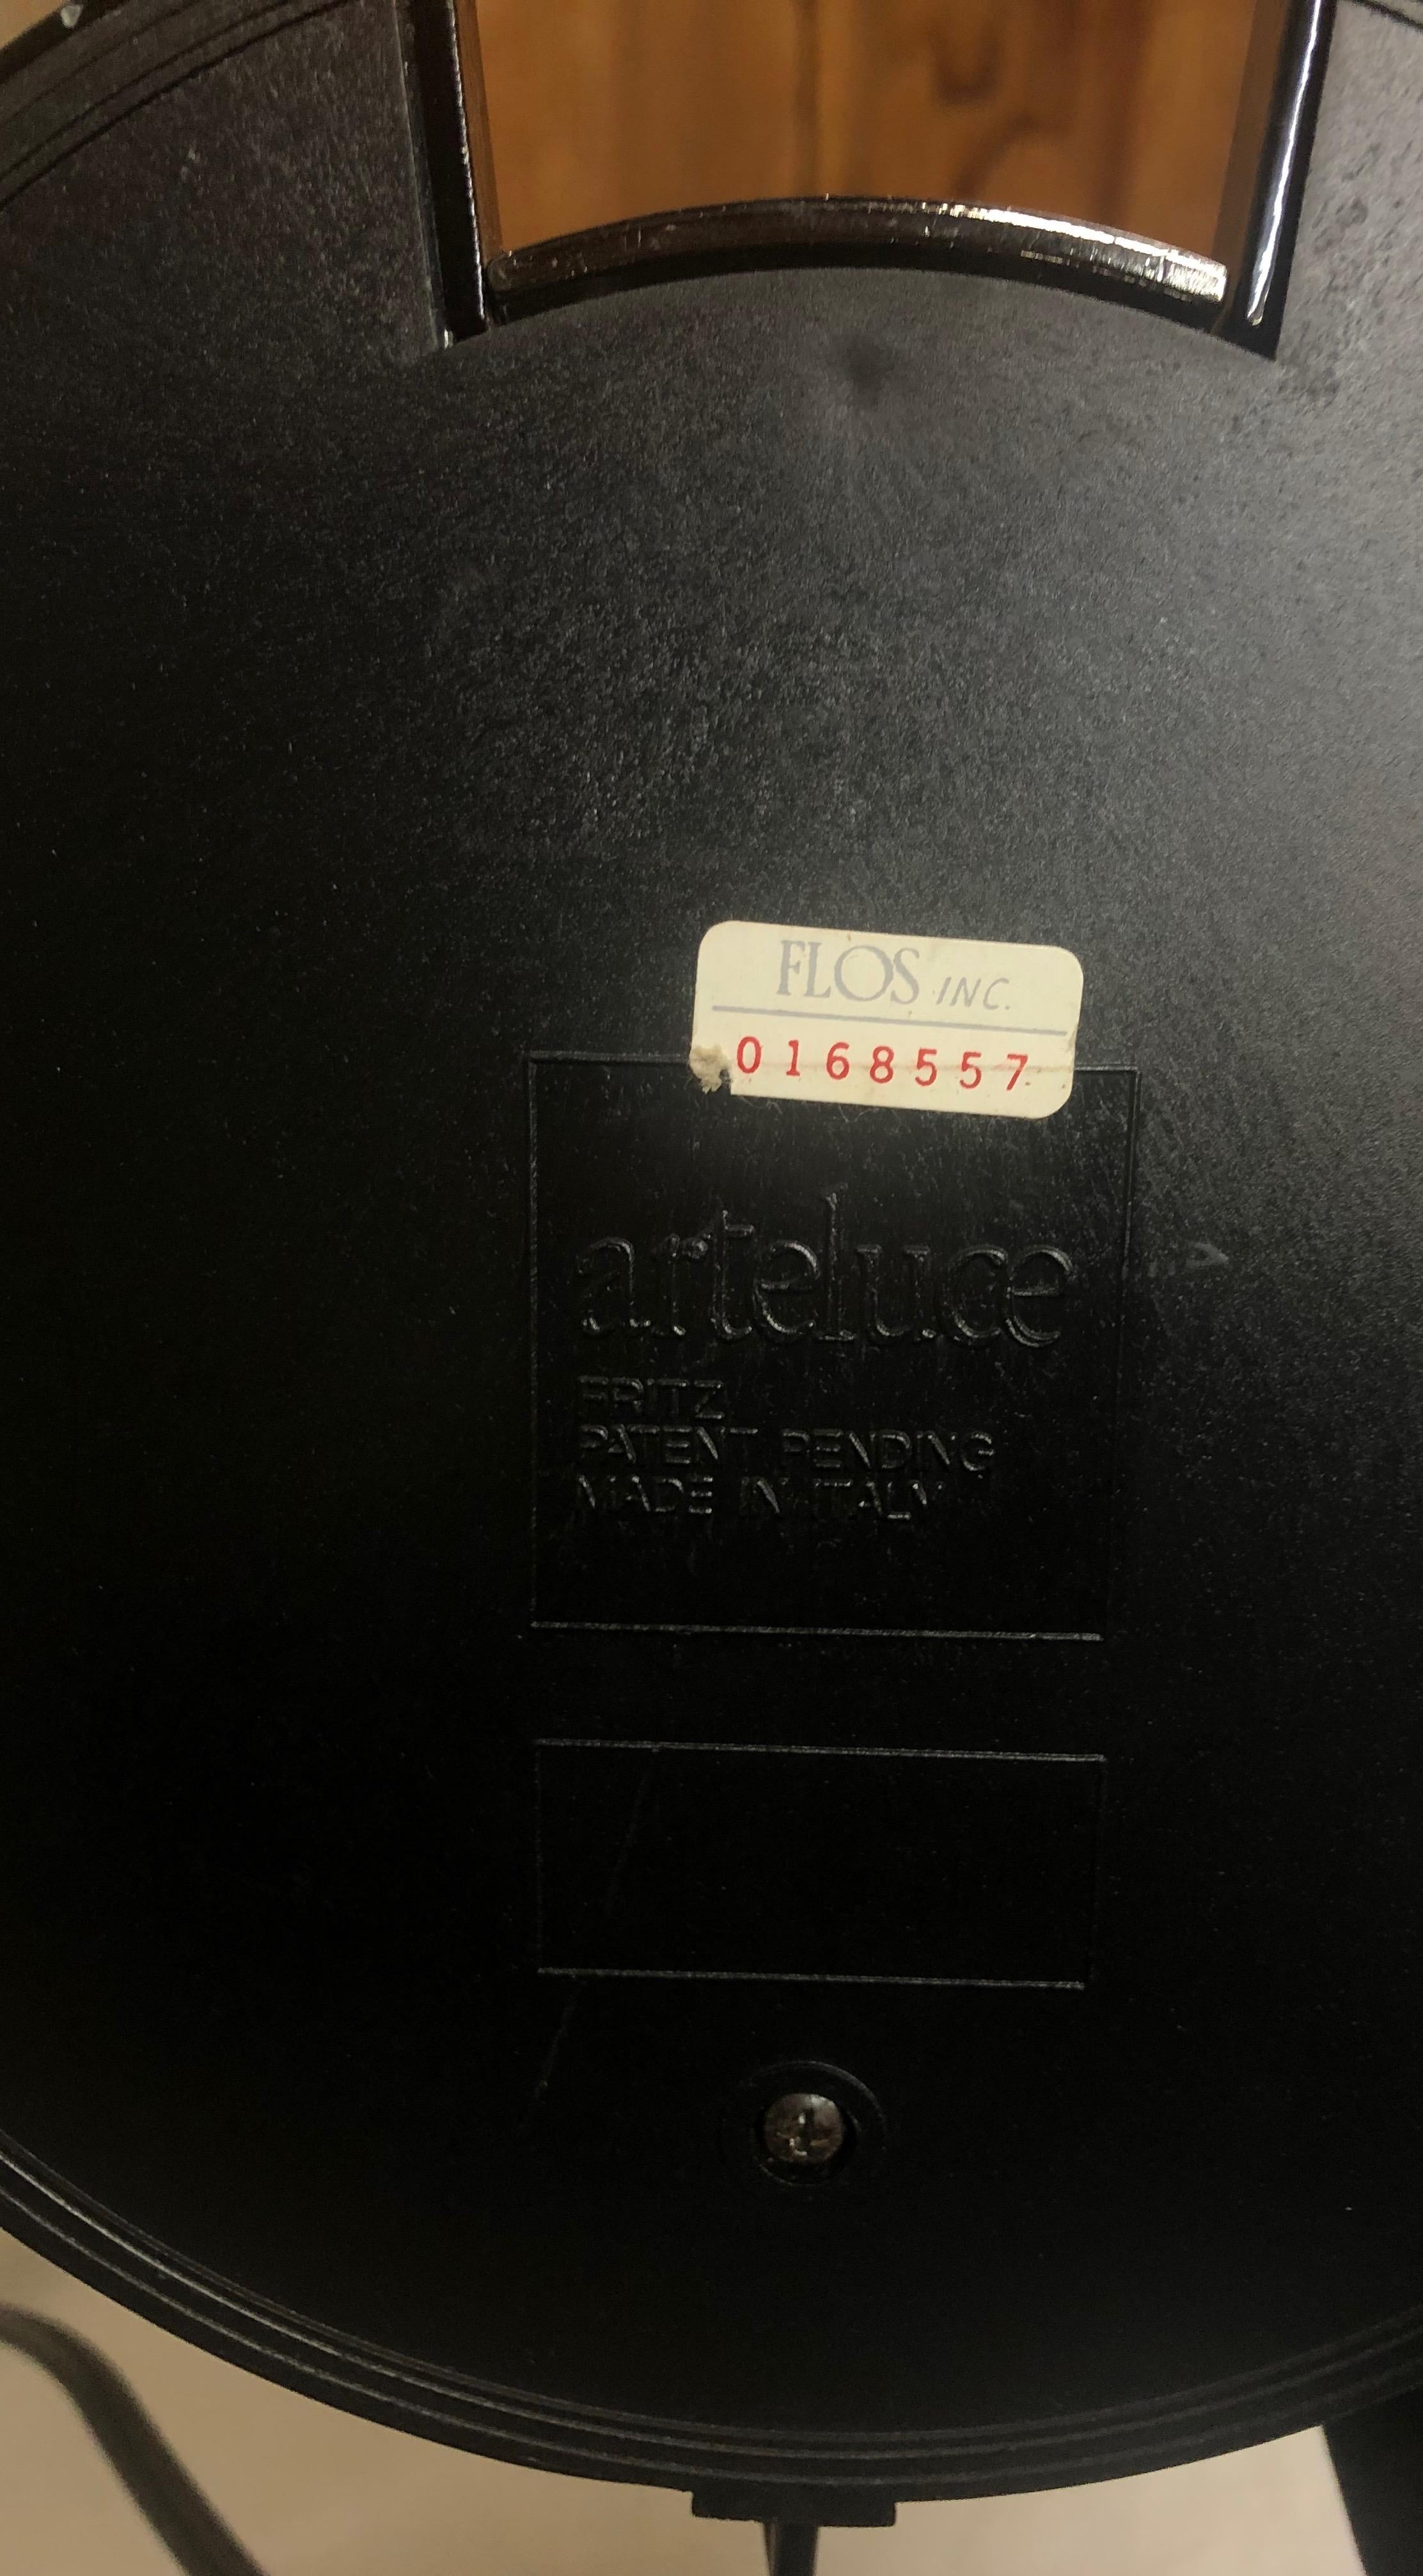 FLOS INC.
0168557
arteluce
FRITZ
PATENT PENDING
MADE IN ITALY